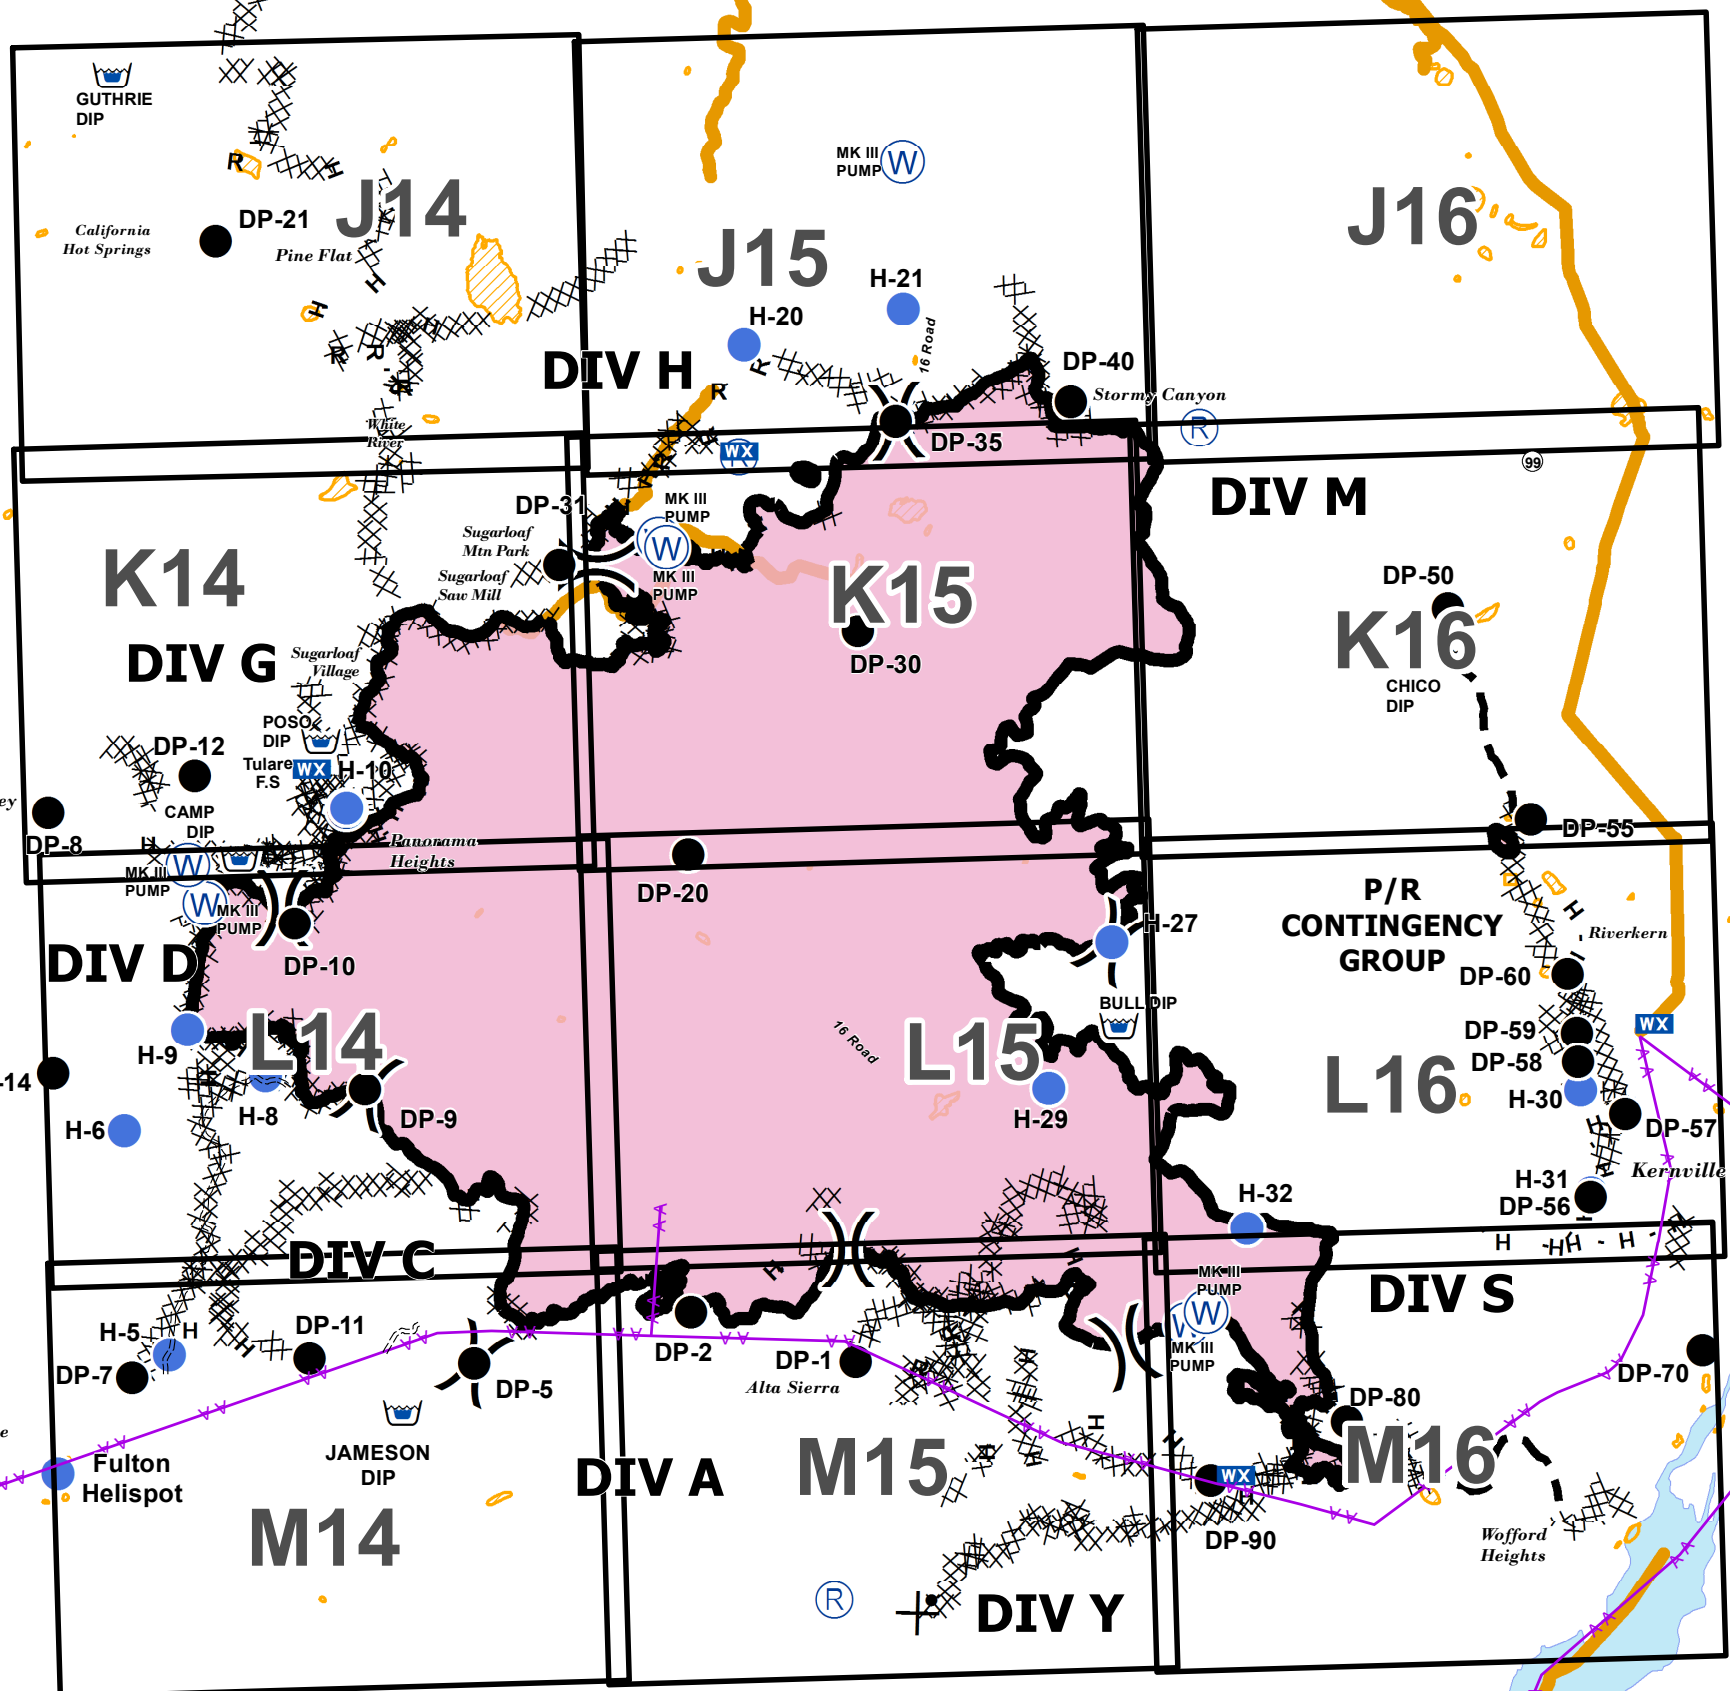 GUTHRIE
DIP
R
H
MK III
PUMP
W
DP-21
J14
J16
California
Hot Springs
Pine Flat
J15
H
H-21
H-20
H
16 Road
R
R
R
DIV H
DP-40
R
R
Stormy Canyon
R
White
River
DP-35
WX
99
DIV M
DP-31
MK III
PUMP
Sugarloaf
Mtn Park
W
K14
Sugarloaf
Saw Mill
MK III
PUMP
K15
DP-50
K16
DP-30
DIV G
Sugarloaf
Village
CHICO
DIP
POSO
DIP
DP-12
Tulare
F.S
WX
H-10
ey
CAMP
DIP
DP-8
H
Panorama
Heights
DP-55
W
MK III
PUMP
DP-20
P/R
CONTINGENCY
GROUP
W
MK III
PUMP
H
H-27
Riverkern
DIV D
DP-10
DP-60
BULL DIP
16 Road
L14
L15
WX
DP-59
H-9
DP-58
-14
L16
H-30
H-8
DP-9
H-29
DP-57
H-6
H
Kernville
H-31
H-32
DP-56
DIV C
H
H
H
HH
H
MK III
PUMP
DIV S
W
H-5
H
DP-11
H
W
MK III
PUMP
DP-7
DP-2
DP-1
DP-70
DP-5
Alta Sierra
R
H
DP-80
e
JAMESON
DIP
H
H
M15
M16
Fulton
Helispot
DIV A
H
H
WX
H
M14
DP-90
Wofford
Heights
R
DIV Y